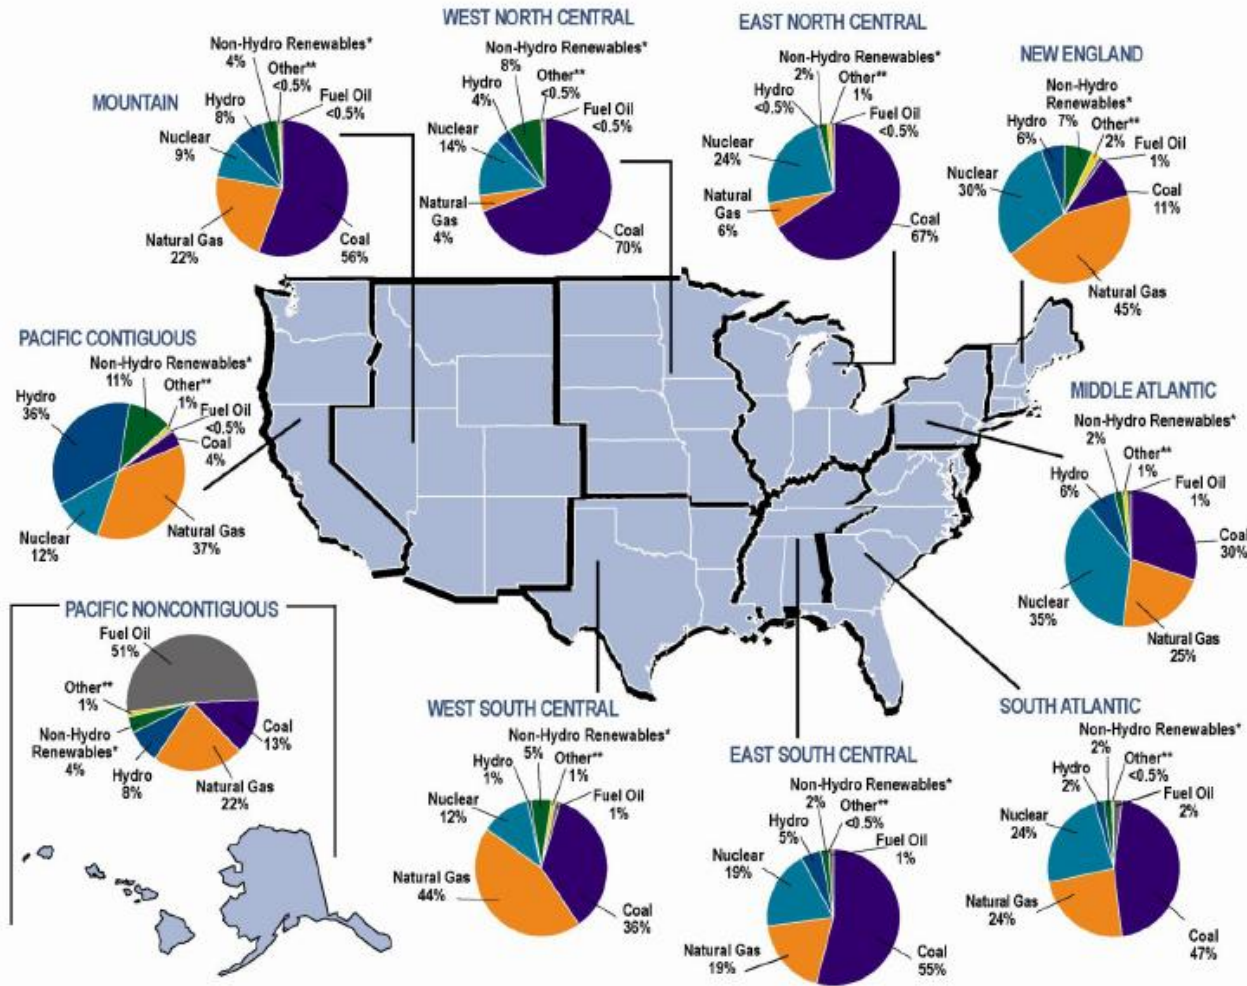 WEST NORTH CENTRAL
Non-Hydro Renewables*
8%
Other**
<0.5%
Fuel Oil
<0.5%
Hydro
4%
Nuclear
14%
Natural
Gas
4%
Coal
70%
EAST NORTH CENTRAL
Non-Hydro Renewables*
2%
Other**
1%
Fuel Oil
<0.5%
Hydro
<0.5%
Nuclear
24%
Natural
Gas
6%
Coal
67%
NEW ENGLAND
Non-Hydro
Renewables*
7%
Other**
2%
Fuel Oil
1%
Hydro
6%
Nuclear
30%
Coal
11%
Natural Gas
45%
MOUNTAIN
Non-Hydro Renewables*
4%
Other**
<0.5%
Fuel Oil
<0.5%
Hydro
8%
Nuclear
9%
Natural Gas
22%
Coal
56%
PACIFIC CONTIGUOUS
Non-Hydro Renewables*
11%
Other**
1%
Fuel Oil
<0.5%
Coal
4%
Hydro
36%
Nuclear
12%
Natural Gas
37%
MIDDLE ATLANTIC
Non-Hydro Renewables*
2%
Other**
1%
Fuel Oil
1%
Hydro
6%
Coal
30%
Nuclear
35%
Natural Gas
25%
PACIFIC NONCONTIGUOUS
Fuel Oil
51%
Other**
1%
Non-Hydro
Renewables*
4%
Hydro
8%
Natural Gas
22%
Coal
13%
WEST SOUTH CENTRAL
Non-Hydro Renewables*
5%
Other**
1%
Fuel Oil
1%
Hydro
1%
Nuclear
12%
Natural Gas
44%
Coal
36%
EAST SOUTH CENTRAL
Non-Hydro Renewables*
2%
Other**
<0.5%
Fuel Oil
1%
Hydro
5%
Nuclear
19%
Natural Gas
19%
Coal
55%
SOUTH ATLANTIC
Non-Hydro Renewables*
2%
Other**
<0.5%
Fuel Oil
2%
Hydro
2%
Nuclear
24%
Natural Gas
24%
Coal
47%